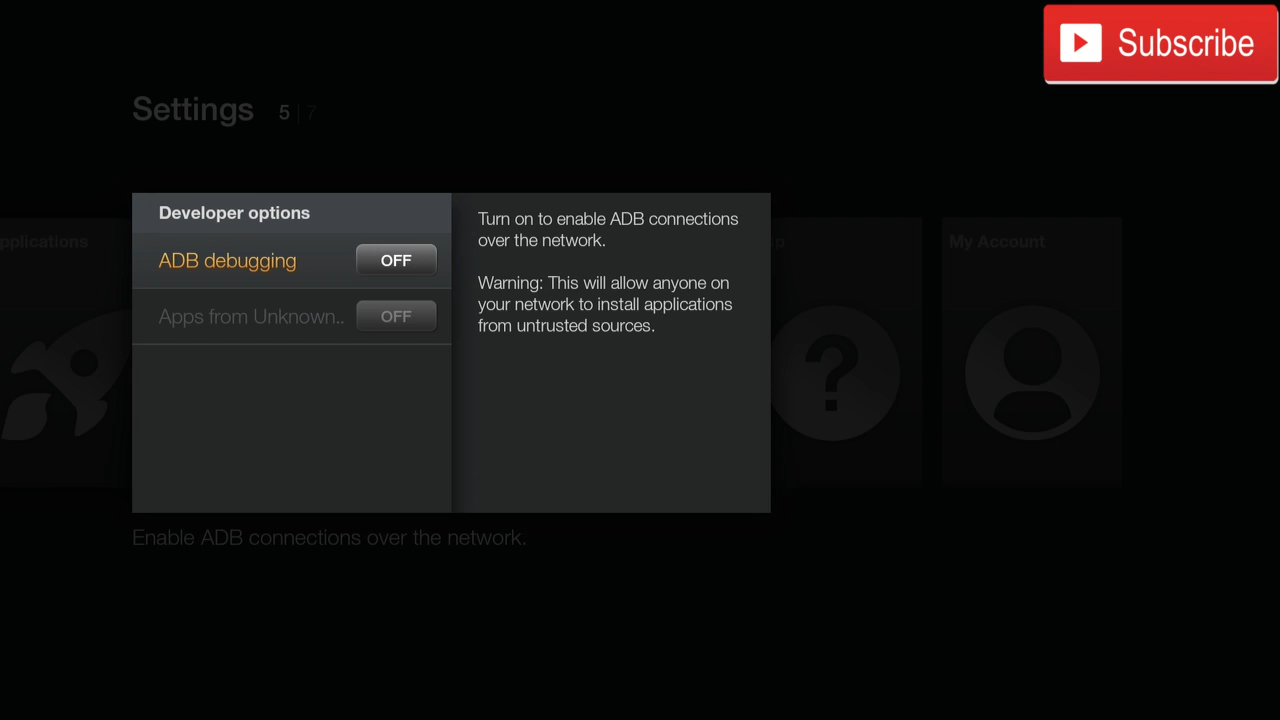 Subscribe
Settings 5 | 7
Developer options
ADB debugging OFF
Apps from Unknown.. OFF
Turn on to enable ADB connections
over the network.
Warning: This will allow anyone on
your network to install applications
from untrusted sources.
pplications
lp
My Account
?
Enable ADB connections over the network.